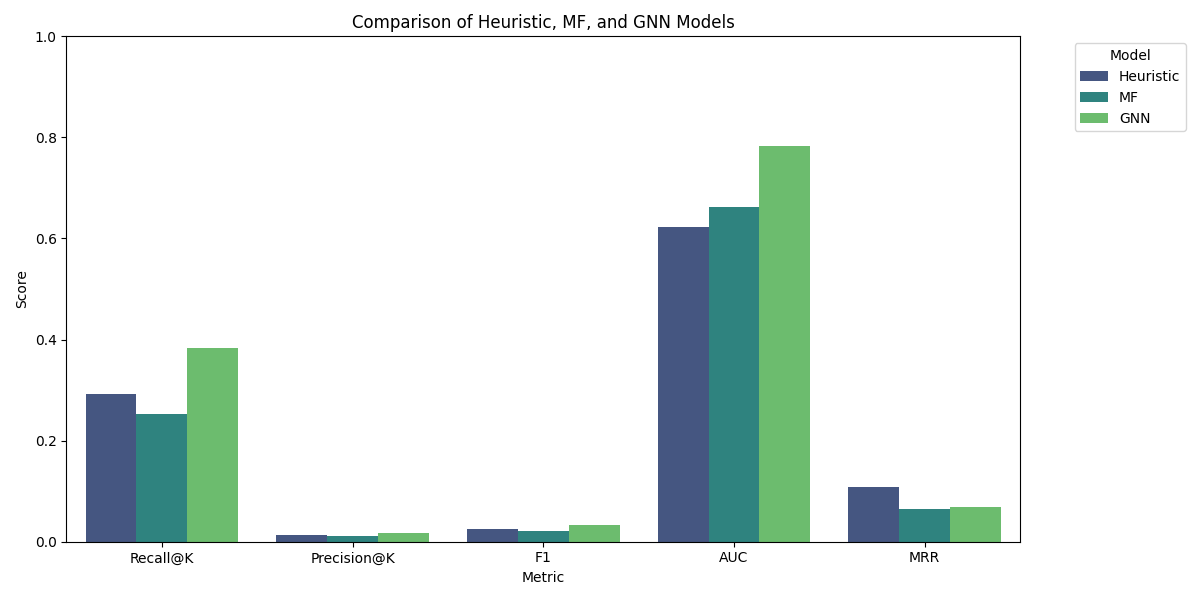 Comparison of Heuristic, MF, and GNN Models
Model
Heuristic
MF
GNN
1.0
0.8
0.6
0.4
0.2
0.0
Score
Recall@K
Precision@K
F1
AUC
MRR
Metric